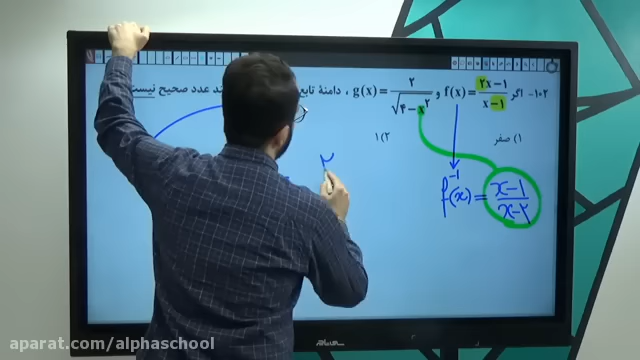 ۱۰۲- اگر f(x) = ۲x-۱ / x-۱ و g(x) = ۲ / √۴-x² ، دامنهٔ تابع عدد صحیح نیست
۱) صفر ۲) ۱
f⁻¹(x) = x-1 / x-۲
۲
aparat.com/alphaschool